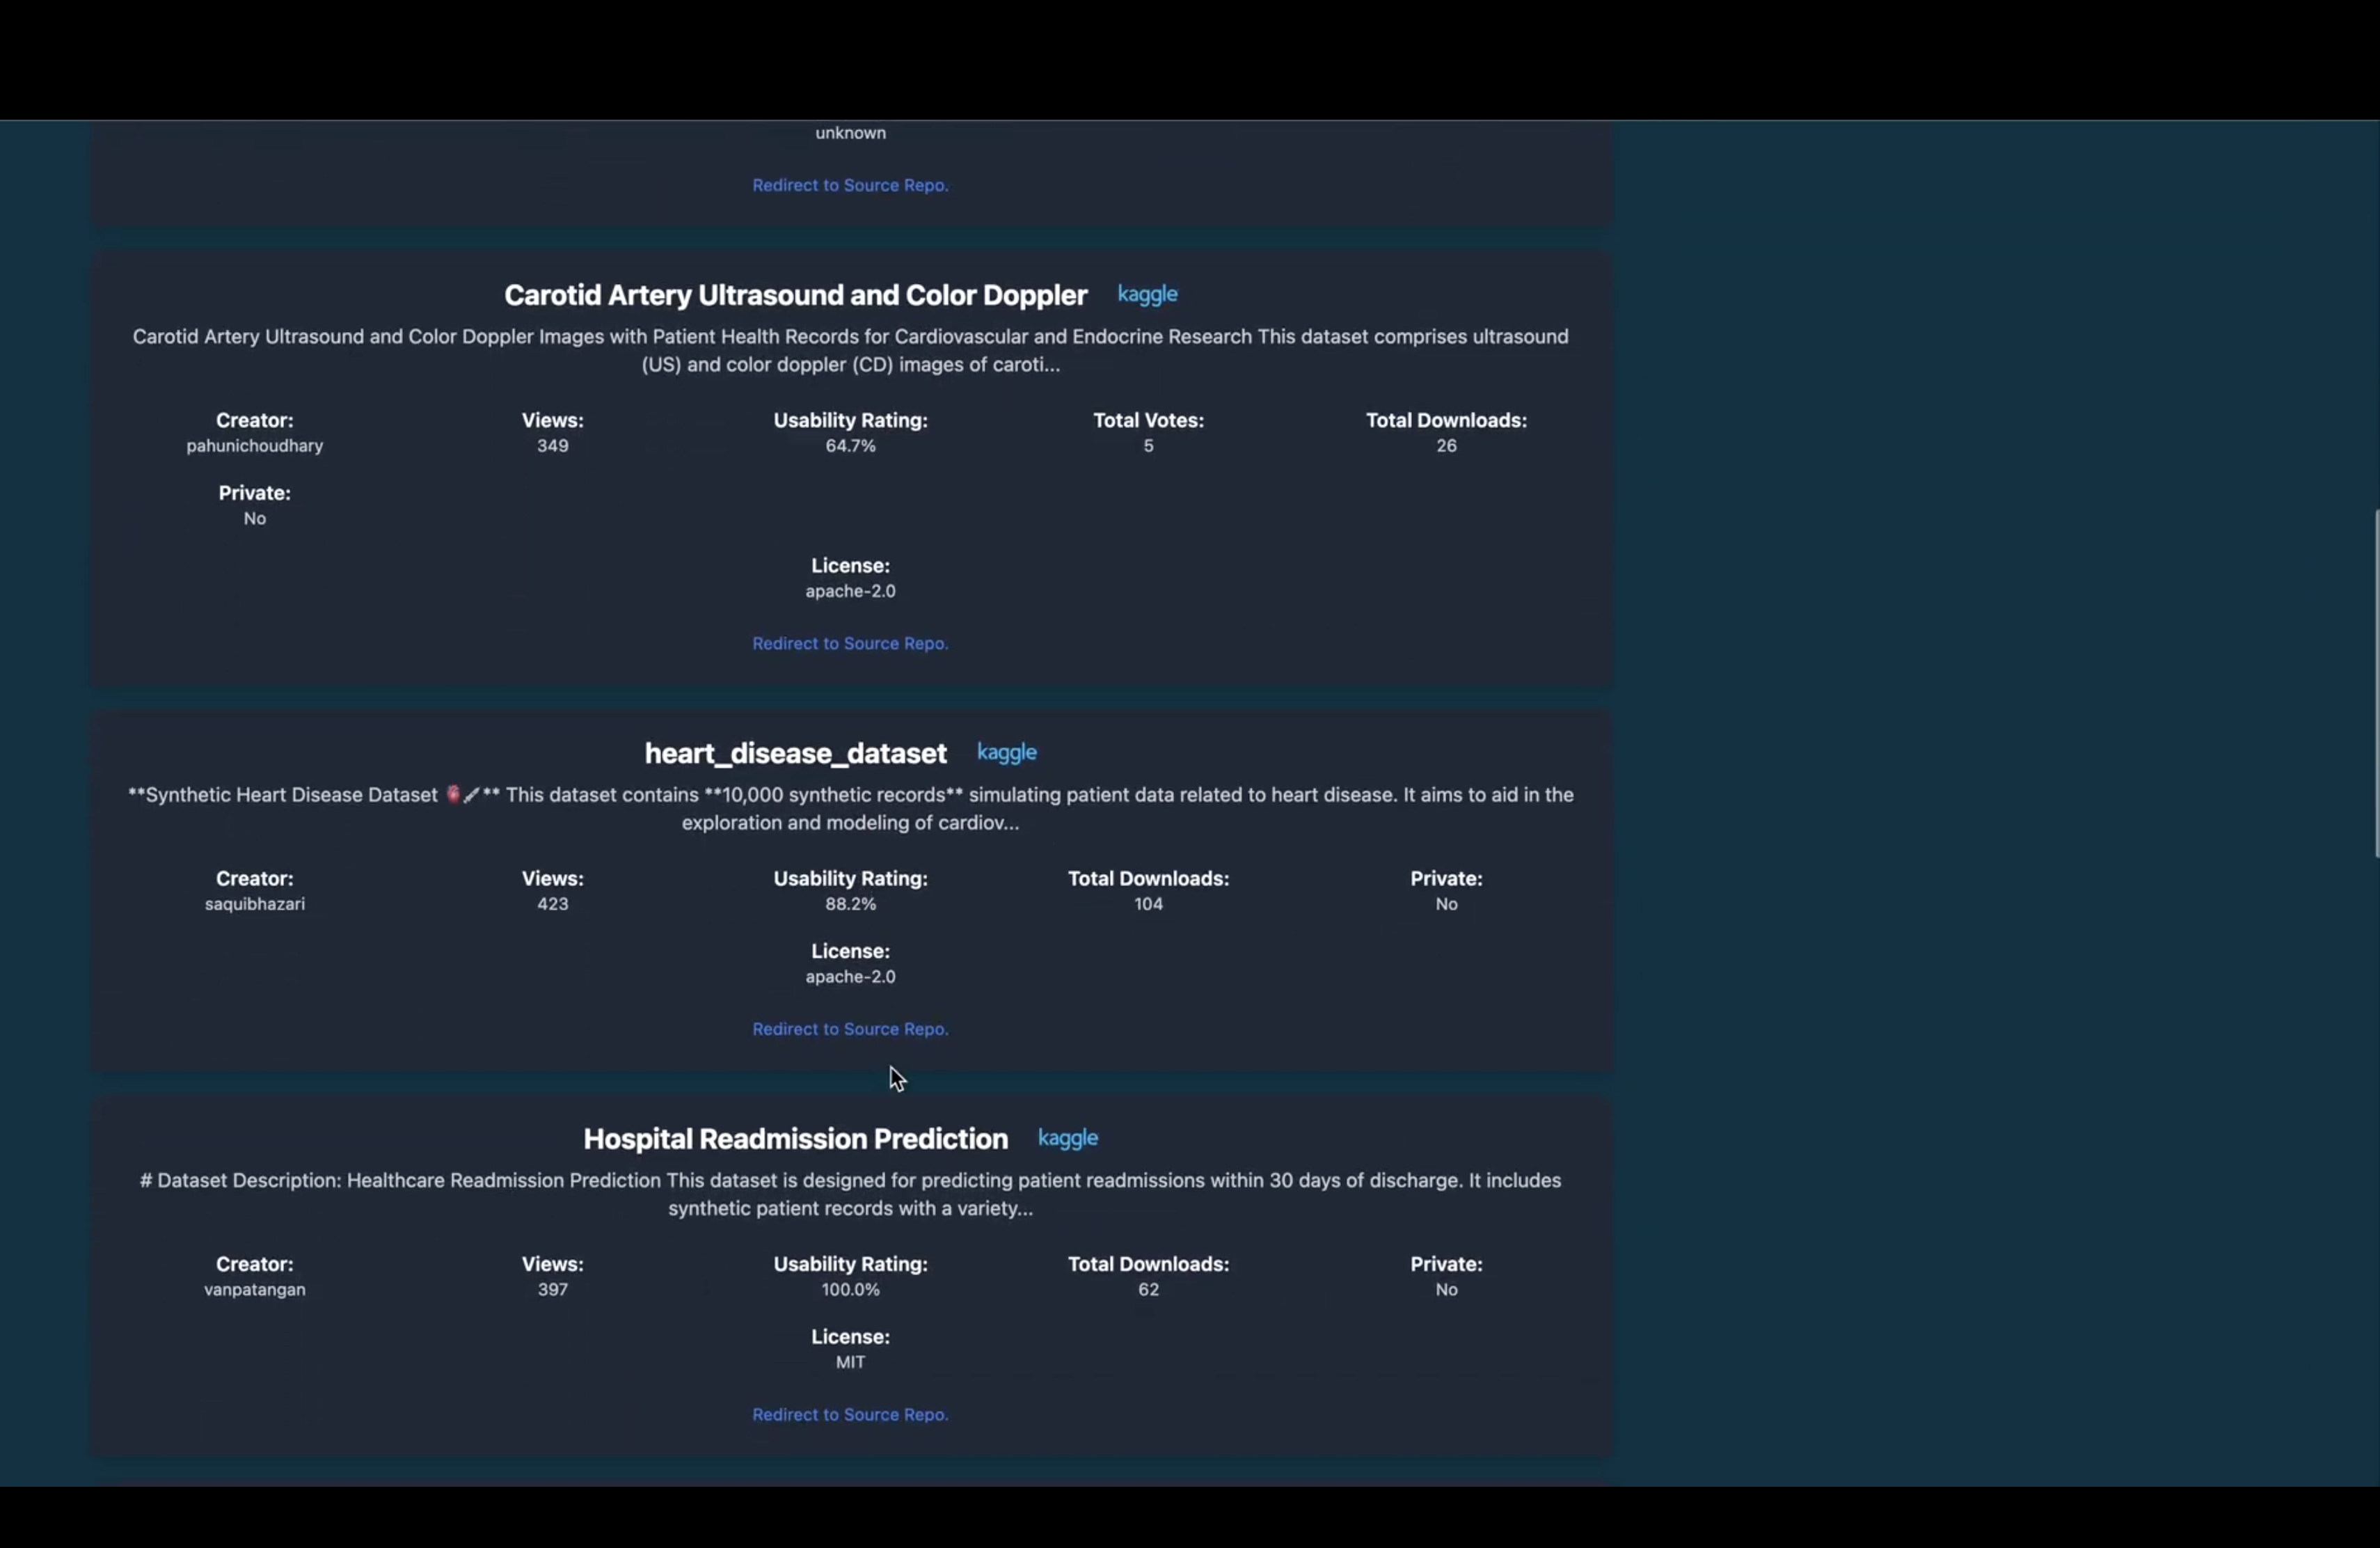 unknown
Redirect to Source Repo.
Carotid Artery Ultrasound and Color Doppler kaggle
Carotid Artery Ultrasound and Color Doppler Images with Patient Health Records for Cardiovascular and Endocrine Research This dataset comprises ultrasound
(US) and color doppler (CD) images of caroti...
Creator: Views: Usability Rating: Total Votes: Total Downloads:
pahunichoudhary 349 64.7% 5 26
Private:
No
License:
apache-2.0
Redirect to Source Repo.
heart_disease_dataset kaggle
**Synthetic Heart Disease Dataset 🫀💉** This dataset contains **10,000 synthetic records** simulating patient data related to heart disease. It aims to aid in the
exploration and modeling of cardiov...
Creator: Views: Usability Rating: Total Downloads: Private:
saquibhazari 423 88.2% 104 No
License:
apache-2.0
Redirect to Source Repo.
Hospital Readmission Prediction kaggle
# Dataset Description: Healthcare Readmission Prediction This dataset is designed for predicting patient readmissions within 30 days of discharge. It includes
synthetic patient records with a variety...
Creator: Views: Usability Rating: Total Downloads: Private:
vanpatangan 397 100.0% 62 No
License:
MIT
Redirect to Source Repo.